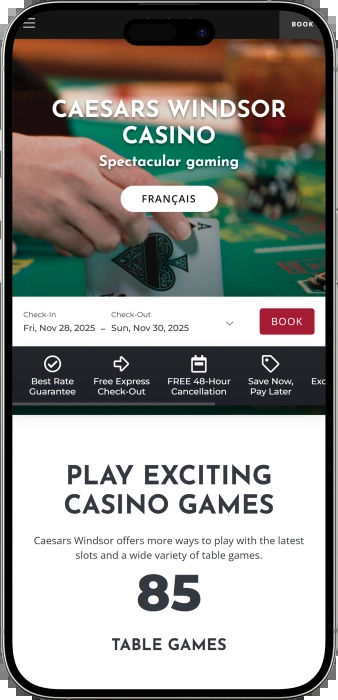 BOOK
CAESARS WINDSOR
CASINO
Spectacular gaming
FRANÇAIS
Check-In
Check-Out
Fri, Nov 28, 2025 – Sun, Nov 30, 2025
BOOK
Best Rate
Guarantee
Free Express
Check-Out
FREE 48-Hour
Cancellation
Save Now,
Pay Later
Exc
PLAY EXCITING
CASINO GAMES
Caesars Windsor offers more ways to play with the latest
slots and a wide variety of table games.
85
TABLE GAMES